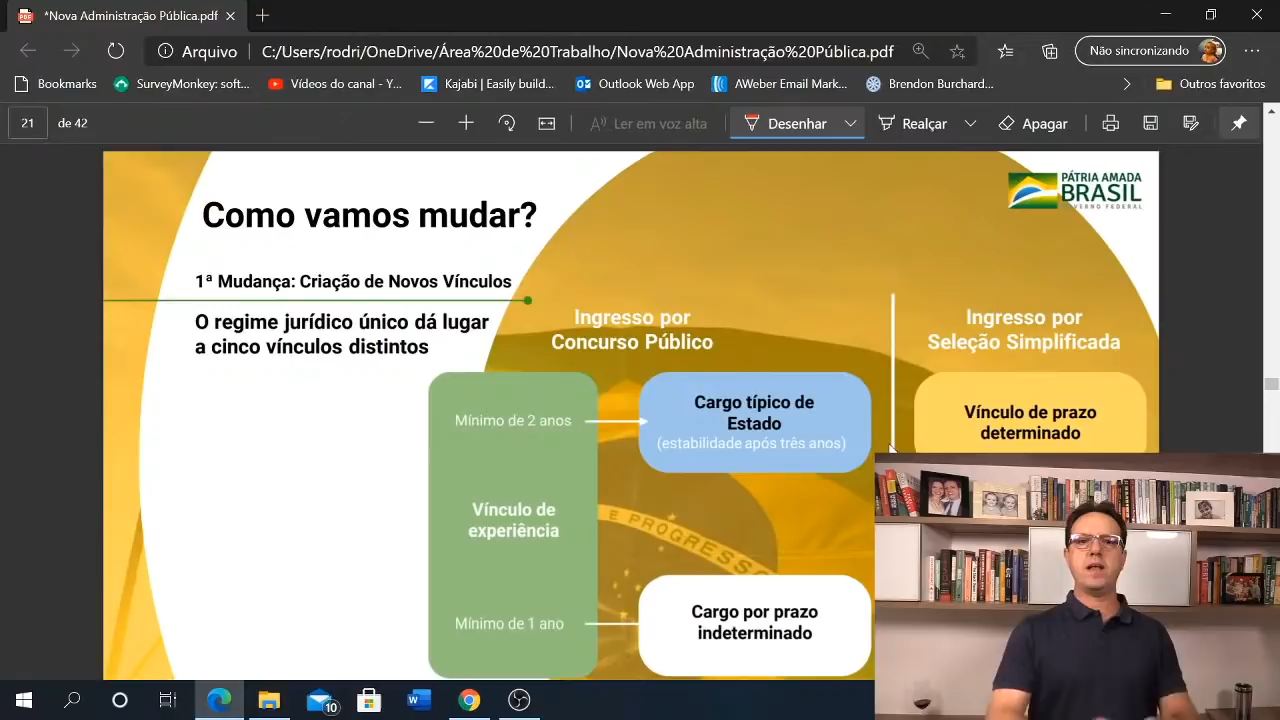 *Nova Administração Pública.pdf
Arquivo
C:/Users/rodri/OneDrive/Área%20de%20Trabalho/Nova%20Administração%20Pública.pdf
Não sincronizando
Bookmarks
SurveyMonkey: soft...
Vídeos do canal - Y...
Kajabi | Easily build...
Outlook Web App
AWeber Email Mark...
Brendon Burchard...
Outros favoritos
21
de 42
Ler em voz alta
Desenhar
Realçar
Apagar
PÁTRIA AMADA
BRASIL
GOVERNO FEDERAL
Como vamos mudar?
1ª Mudança: Criação de Novos Vínculos
O regime jurídico único dá lugar
a cinco vínculos distintos
Ingresso por
Concurso Público
Ingresso por
Seleção Simplificada
Mínimo de 2 anos
Cargo típico de
Estado
(estabilidade após três anos)
Vínculo de prazo
determinado
Vínculo de
experiência
E PROGRESSO
Mínimo de 1 ano
Cargo por prazo
indeterminado
10